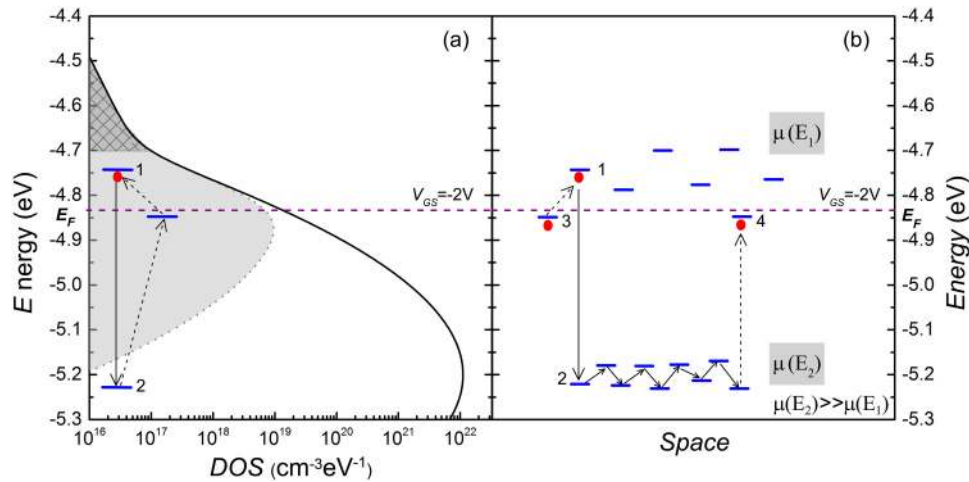 -4.4
-4.5
-4.6
-4.7
-4.8
E_F
-4.9
-5.0
-5.1
-5.2
-5.3
E nergy (eV)
(a)
1
V_GS=-2V
2
10^16 10^17 10^18 10^19 10^20 10^21 10^22
DOS (cm^-3eV^-1)
(b)
μ(E_1)
1
V_GS=-2V
3
4
μ(E_2)
2
μ(E_2)>>μ(E_1)
Space
-4.4
-4.5
-4.6
-4.7
-4.8
E_F
-4.9
-5.0
-5.1
-5.2
-5.3
Energy (eV)